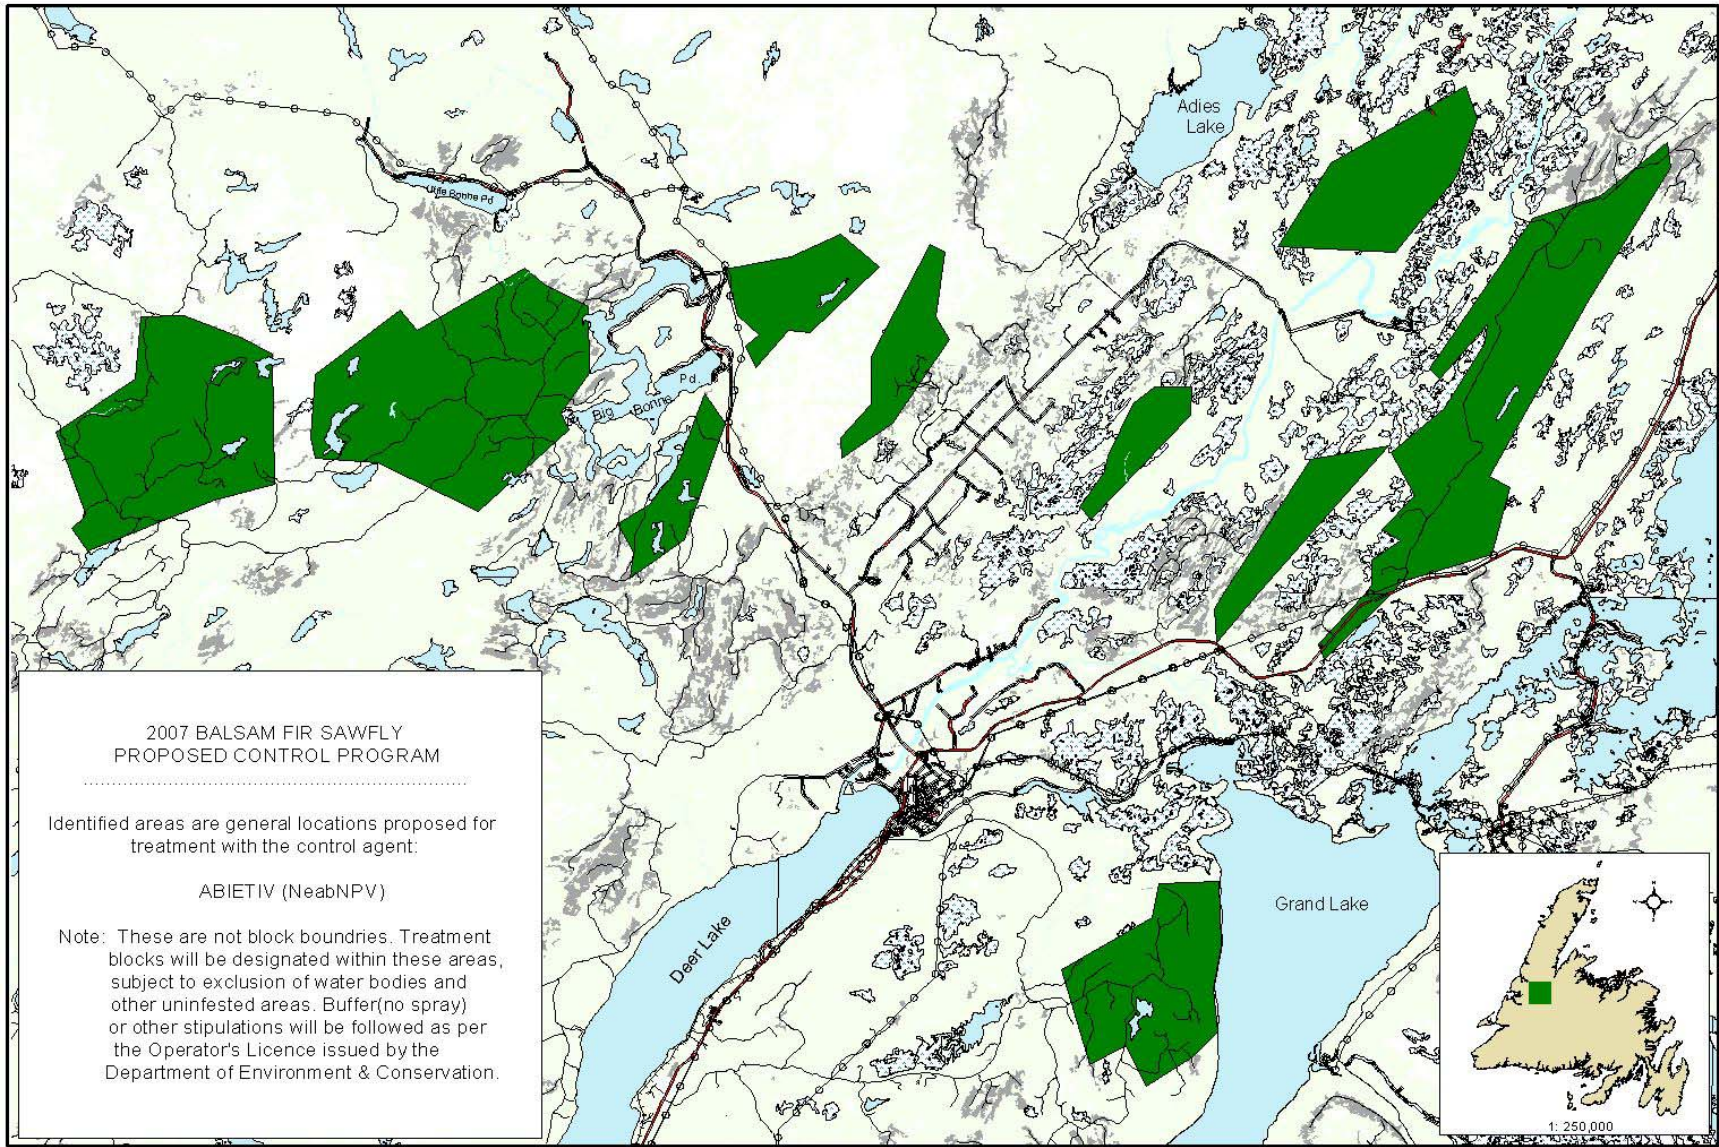 Adies
Lake
Little Bonne Pd
Pd.
Big Bonne
2007 BALSAM FIR SAWFLY
PROPOSED CONTROL PROGRAM
Identified areas are general locations proposed for
treatment with the control agent:
ABIETIV (NeabNPV)
Note: These are not block boundries. Treatment
blocks will be designated within these areas,
subject to exclusion of water bodies and
other uninfested areas. Buffer(no spray)
or other stipulations will be followed as per
the Operator's Licence issued by the
Department of Environment & Conservation.
Deer Lake
Grand Lake
1: 250,000